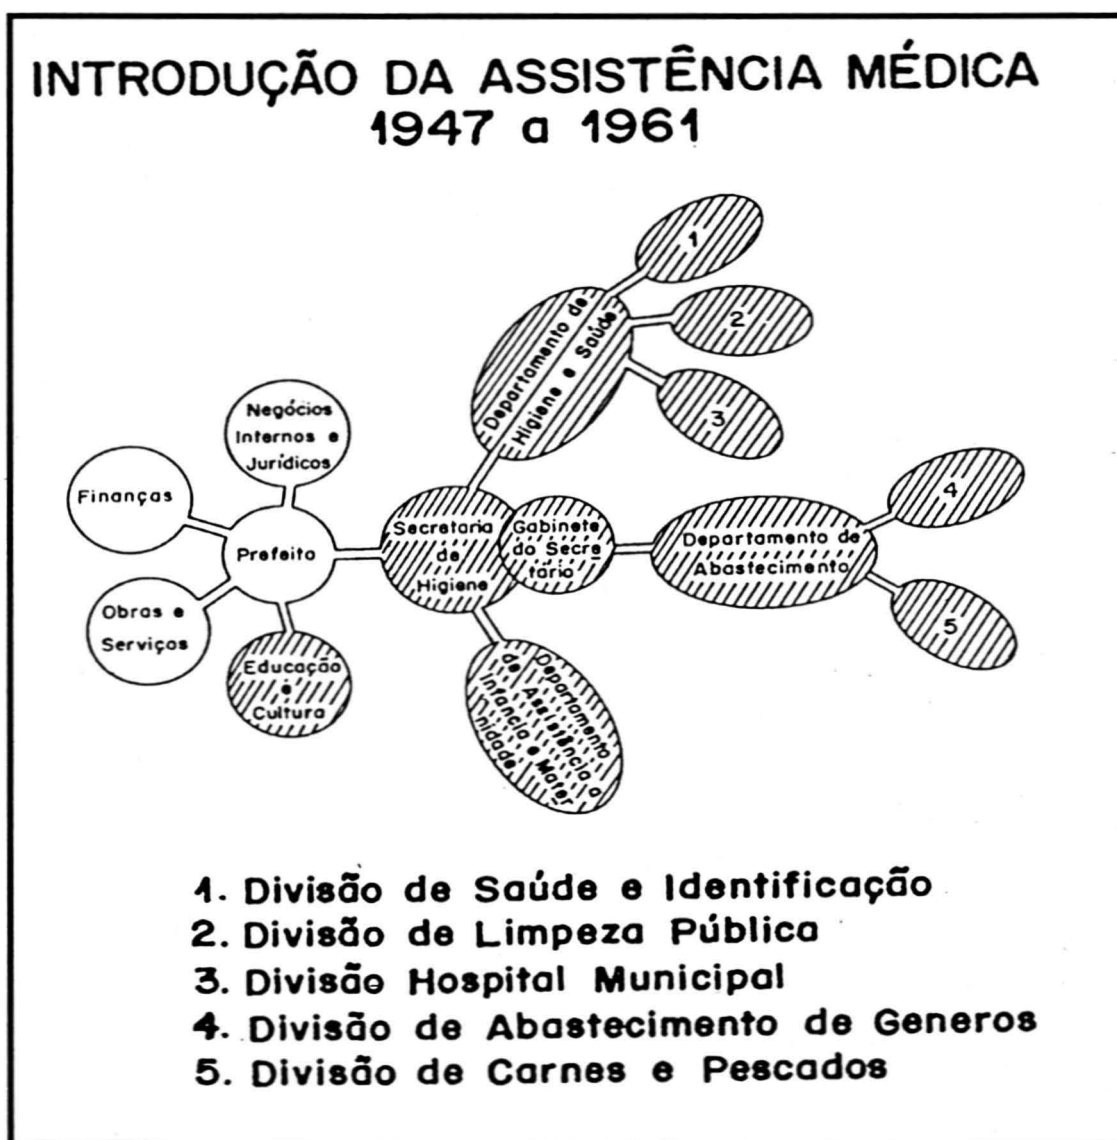 INTRODUÇÃO DA ASSISTÊNCIA MÉDICA
1947 a 1961
1
2
3
Departamento de
Higiene e Saúde
Negócios
Internos e
Jurídicos
Finanças
Prefeito
Obras e
Serviços
Educação
e
Cultura
Secretaria
de
Higiene
Gabinete
do Secre
tário
Departamento de
Abastecimento
4
5
Departamento
de Assistência a
Infancia e Mater
nidade
1. Divisão de Saúde e Identificação
2. Divisão de Limpeza Pública
3. Divisão Hospital Municipal
4. Divisão de Abastecimento de Generos
5. Divisão de Carnes e Pescados